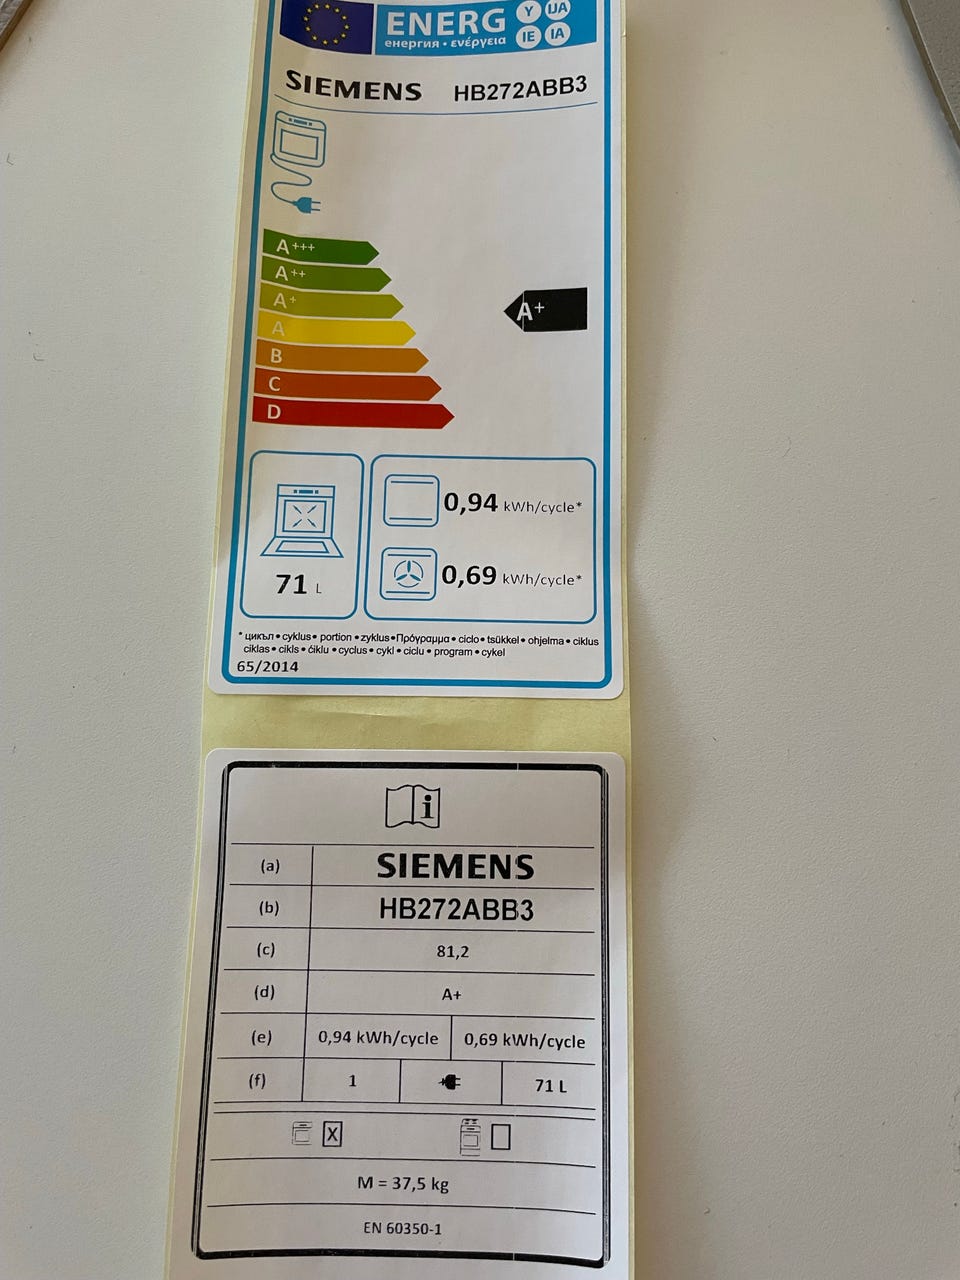 ENERG Y IJA
енергия • ενέργεια IE IA
SIEMENS HB272ABB3
A+++
A++
A+
A
A+
B
C
D
0,94 kWh/cycle*
71 L
0,69 kWh/cycle*
* цикъл • cyklus • portion • zyklus • Πρόγραμμα • ciclo • tsükkel • ohjelma • ciklus
ciklas • cikls • ċiklu • cyclus • cykl • ciclu • program • cykel
65/2014
i
(a) SIEMENS
(b) HB272ABB3
(c) 81,2
(d) A+
(e) 0,94 kWh/cycle 0,69 kWh/cycle
(f) 1 71 L
X
M = 37,5 kg
EN 60350-1